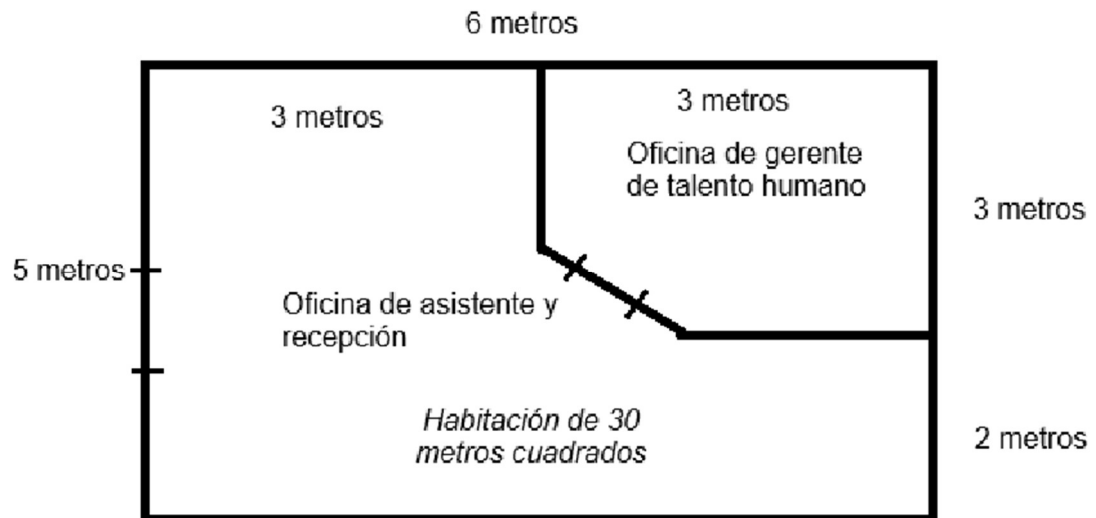 6 metros
3 metros
3 metros
Oficina de gerente
de talento humano
3 metros
5 metros
Oficina de asistente y
recepción
Habitación de 30
metros cuadrados
2 metros